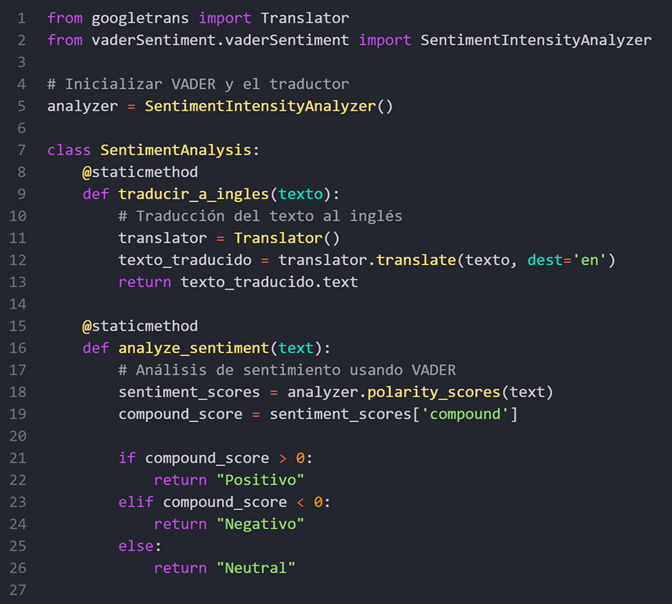 1 from googletrans import Translator
2 from vaderSentiment.vaderSentiment import SentimentIntensityAnalyzer
3
4 # Inicializar VADER y el traductor
5 analyzer = SentimentIntensityAnalyzer()
6
7 class SentimentAnalysis:
8     @staticmethod
9     def traducir_a_ingles(texto):
10         # Traducción del texto al inglés
11         translator = Translator()
12         texto_traducido = translator.translate(texto, dest='en')
13         return texto_traducido.text
14
15     @staticmethod
16     def analyze_sentiment(text):
17         # Análisis de sentimiento usando VADER
18         sentiment_scores = analyzer.polarity_scores(text)
19         compound_score = sentiment_scores['compound']
20
21         if compound_score > 0:
22             return "Positivo"
23         elif compound_score < 0:
24             return "Negativo"
25         else:
26             return "Neutral"
27